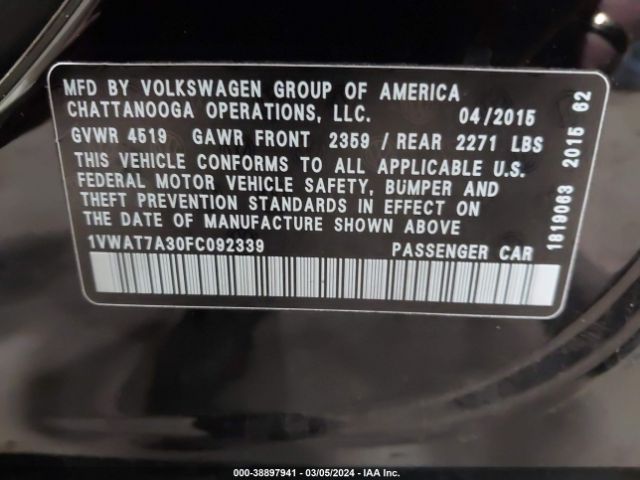 MFD BY VOLKSWAGEN GROUP OF AMERICA
CHATTANOOGA OPERATIONS, LLC. 04/2015
GVWR 4519 GAWR FRONT 2359 / REAR 2271 LBS
THIS VEHICLE CONFORMS TO ALL APPLICABLE U.S.
FEDERAL MOTOR VEHICLE SAFETY, BUMPER AND
THEFT PREVENTION STANDARDS IN EFFECT ON
THE DATE OF MANUFACTURE SHOWN ABOVE
1VWAT7A30FC092339 PASSENGER CAR
1819063 2015 62
000-38897941 - 03/05/2024 - IAA Inc.